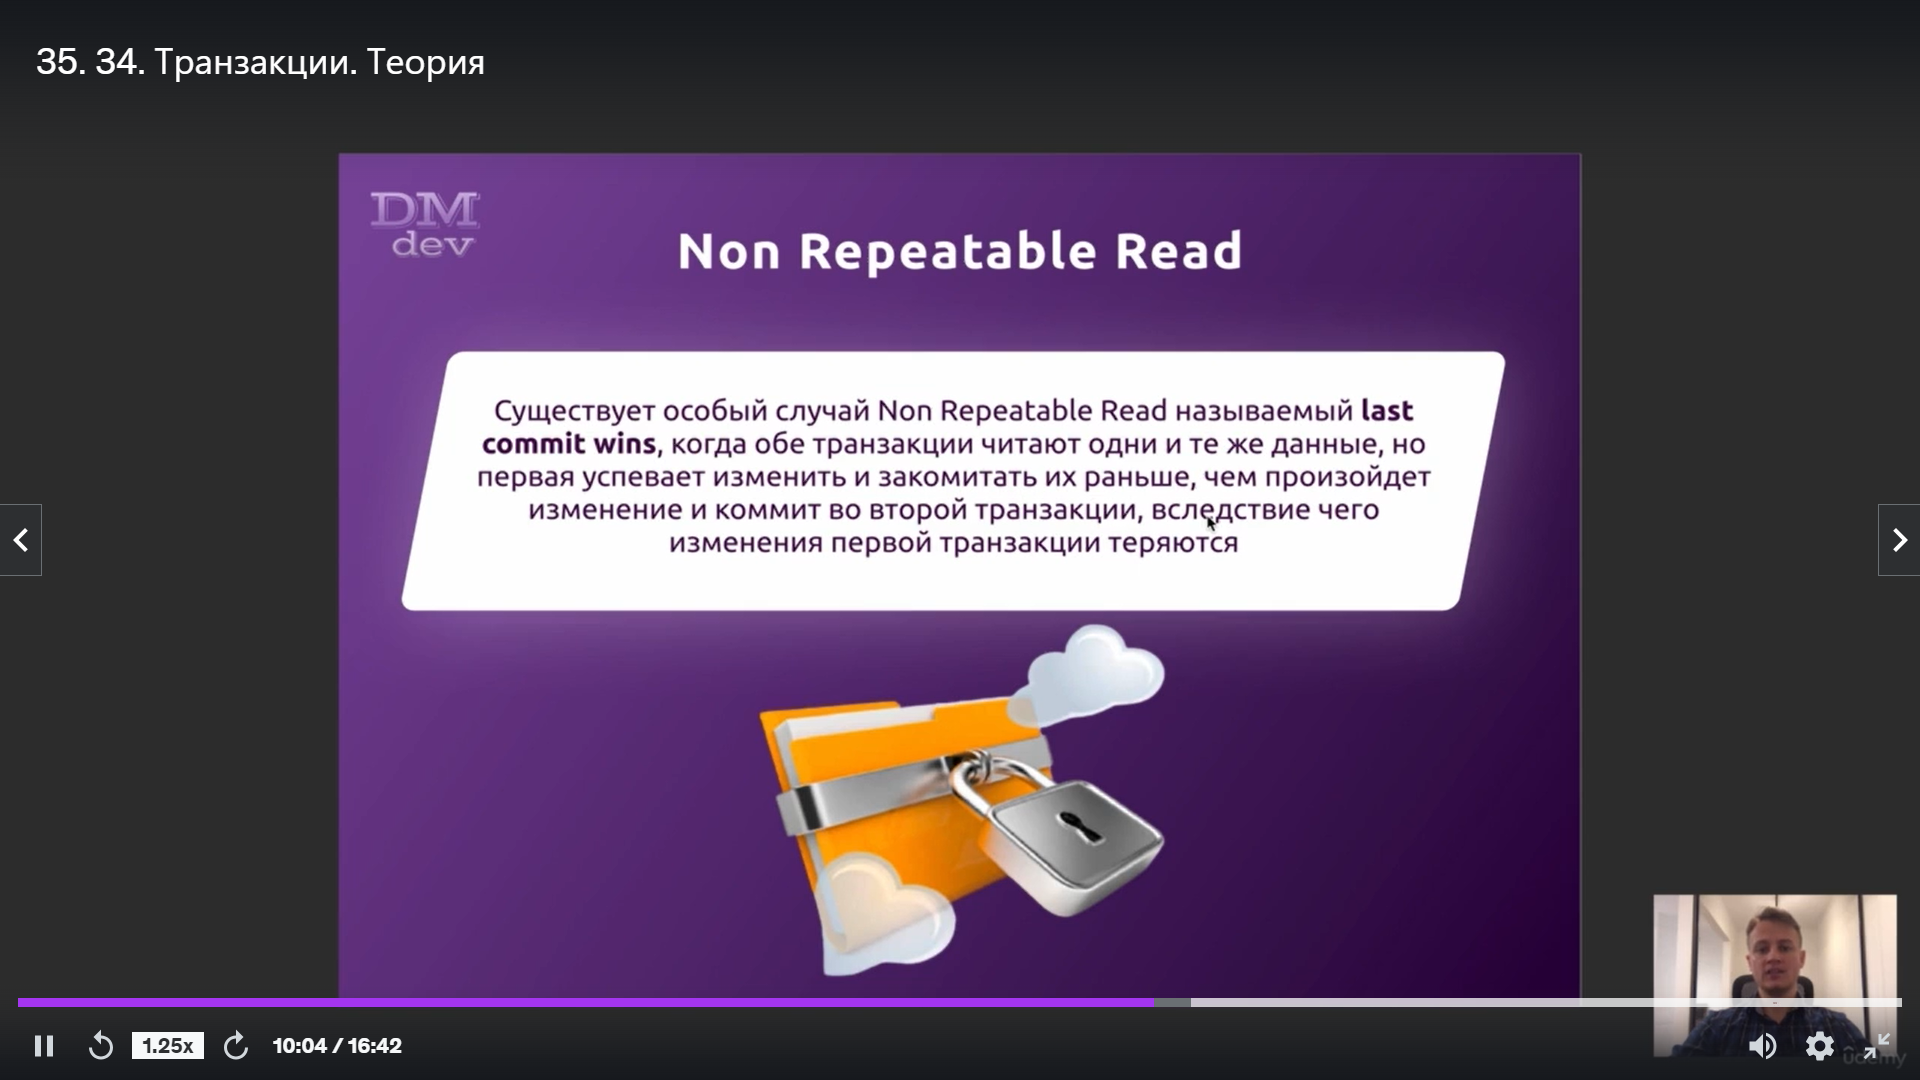 35. 34. Транзакции. Теория
DM
dev
Non Repeatable Read
Существует особый случай Non Repeatable Read называемый last
commit wins, когда обе транзакции читают одни и те же данные, но
первая успевает изменить и закомитать их раньше, чем произойдет
изменение и коммит во второй транзакции, вследствие чего
изменения первой транзакции теряются
1.25x
10:04 / 16:42
ûdemy